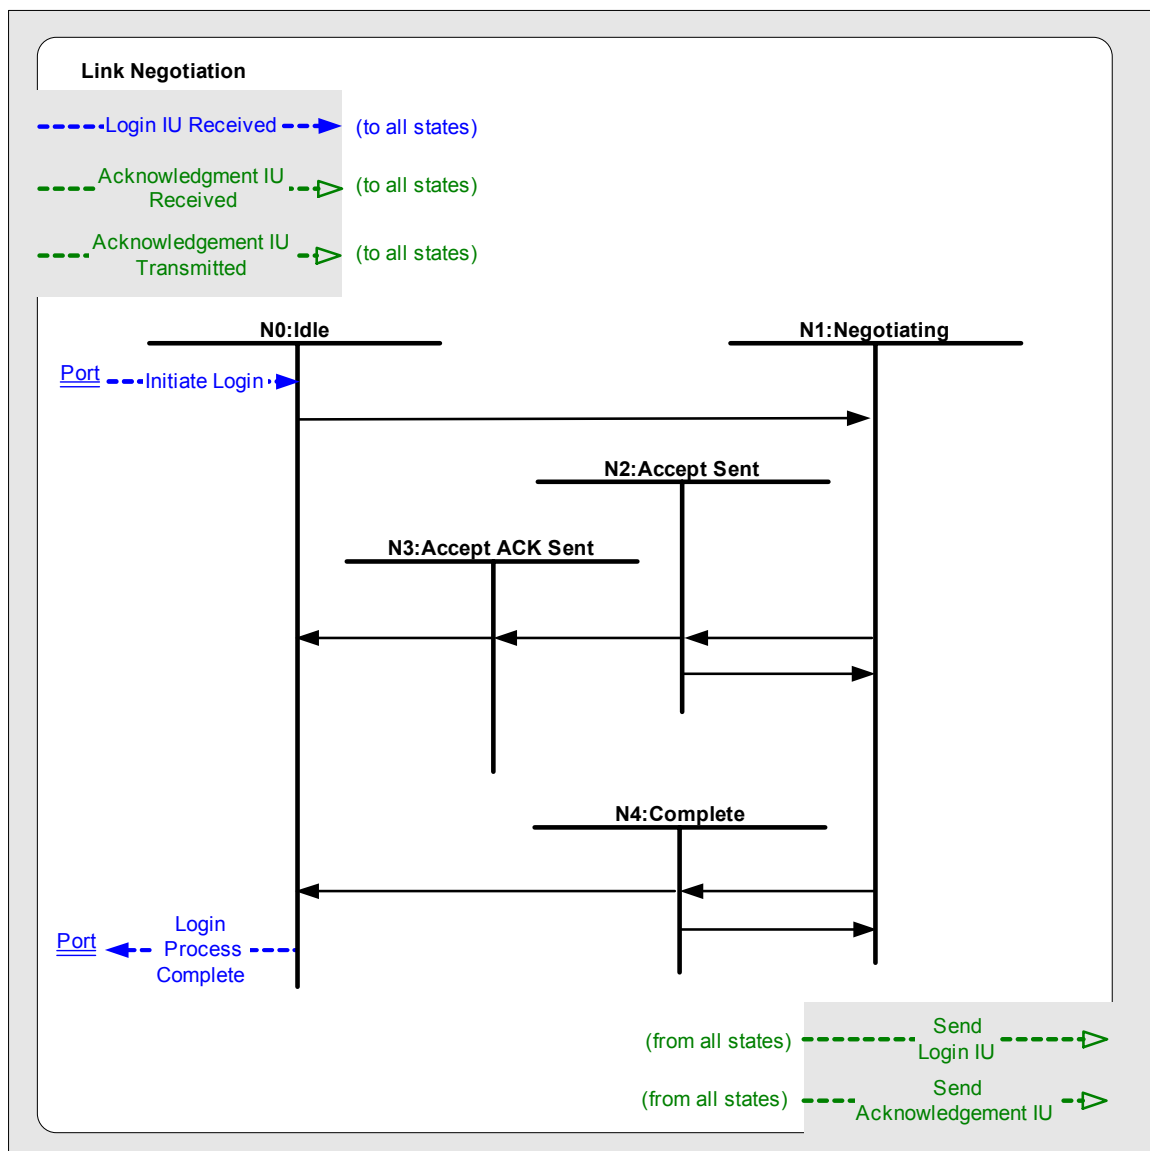 Link Negotiation
Login IU Received
(to all states)
Acknowledgment IU
Received
(to all states)
Acknowledgement IU
Transmitted
(to all states)
N0:Idle
N1:Negotiating
Port
Initiate Login
N2:Accept Sent
N3:Accept ACK Sent
N4:Complete
Port
Login
Process
Complete
(from all states)
Send
Login IU
(from all states)
Send
Acknowledgement IU